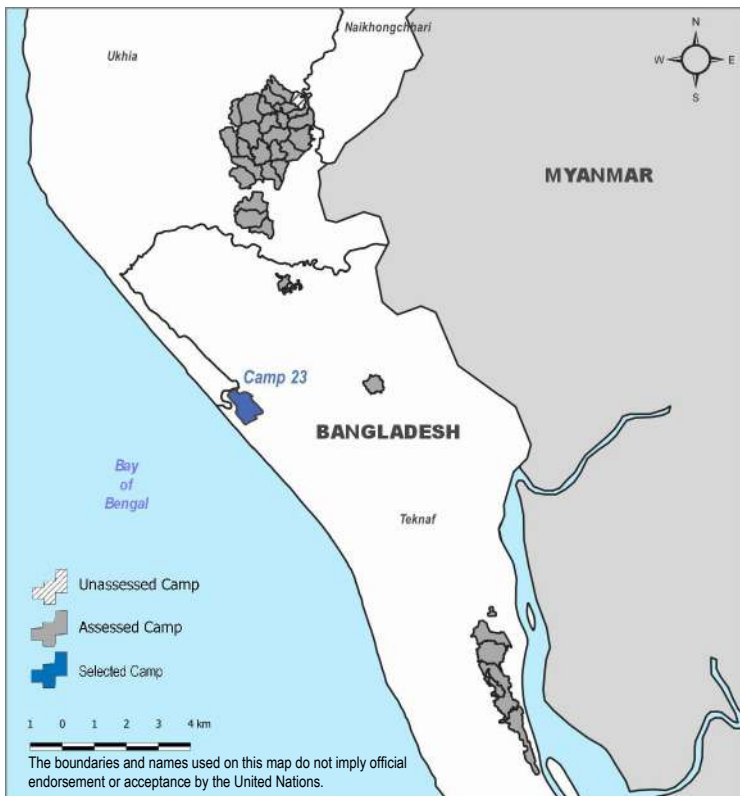 Naikhongchhari
Ukhia
N
W E
S
MYANMAR
Camp 23
BANGLADESH
Bay
of
Bengal
Teknaf
Unassessed Camp
Assessed Camp
Selected Camp
1 0 1 2 3 4 km
The boundaries and names used on this map do not imply official
endorsement or acceptance by the United Nations.